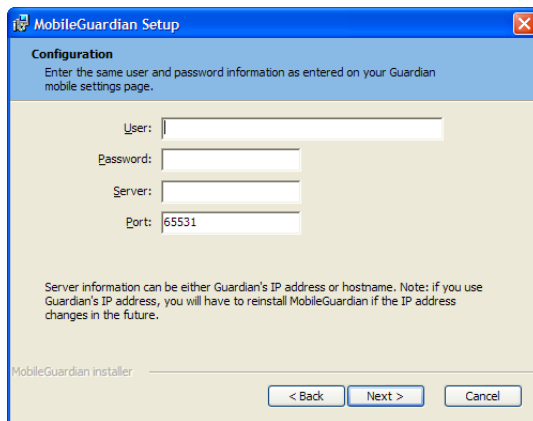 MobileGuardian Setup
Configuration
Enter the same user and password information as entered on your Guardian
mobile settings page.
User:
Password:
Server:
Port: 65531
Server information can be either Guardian's IP address or hostname. Note: if you use
Guardian's IP address, you will have to reinstall MobileGuardian if the IP address
changes in the future.
MobileGuardian installer
< Back Next > Cancel